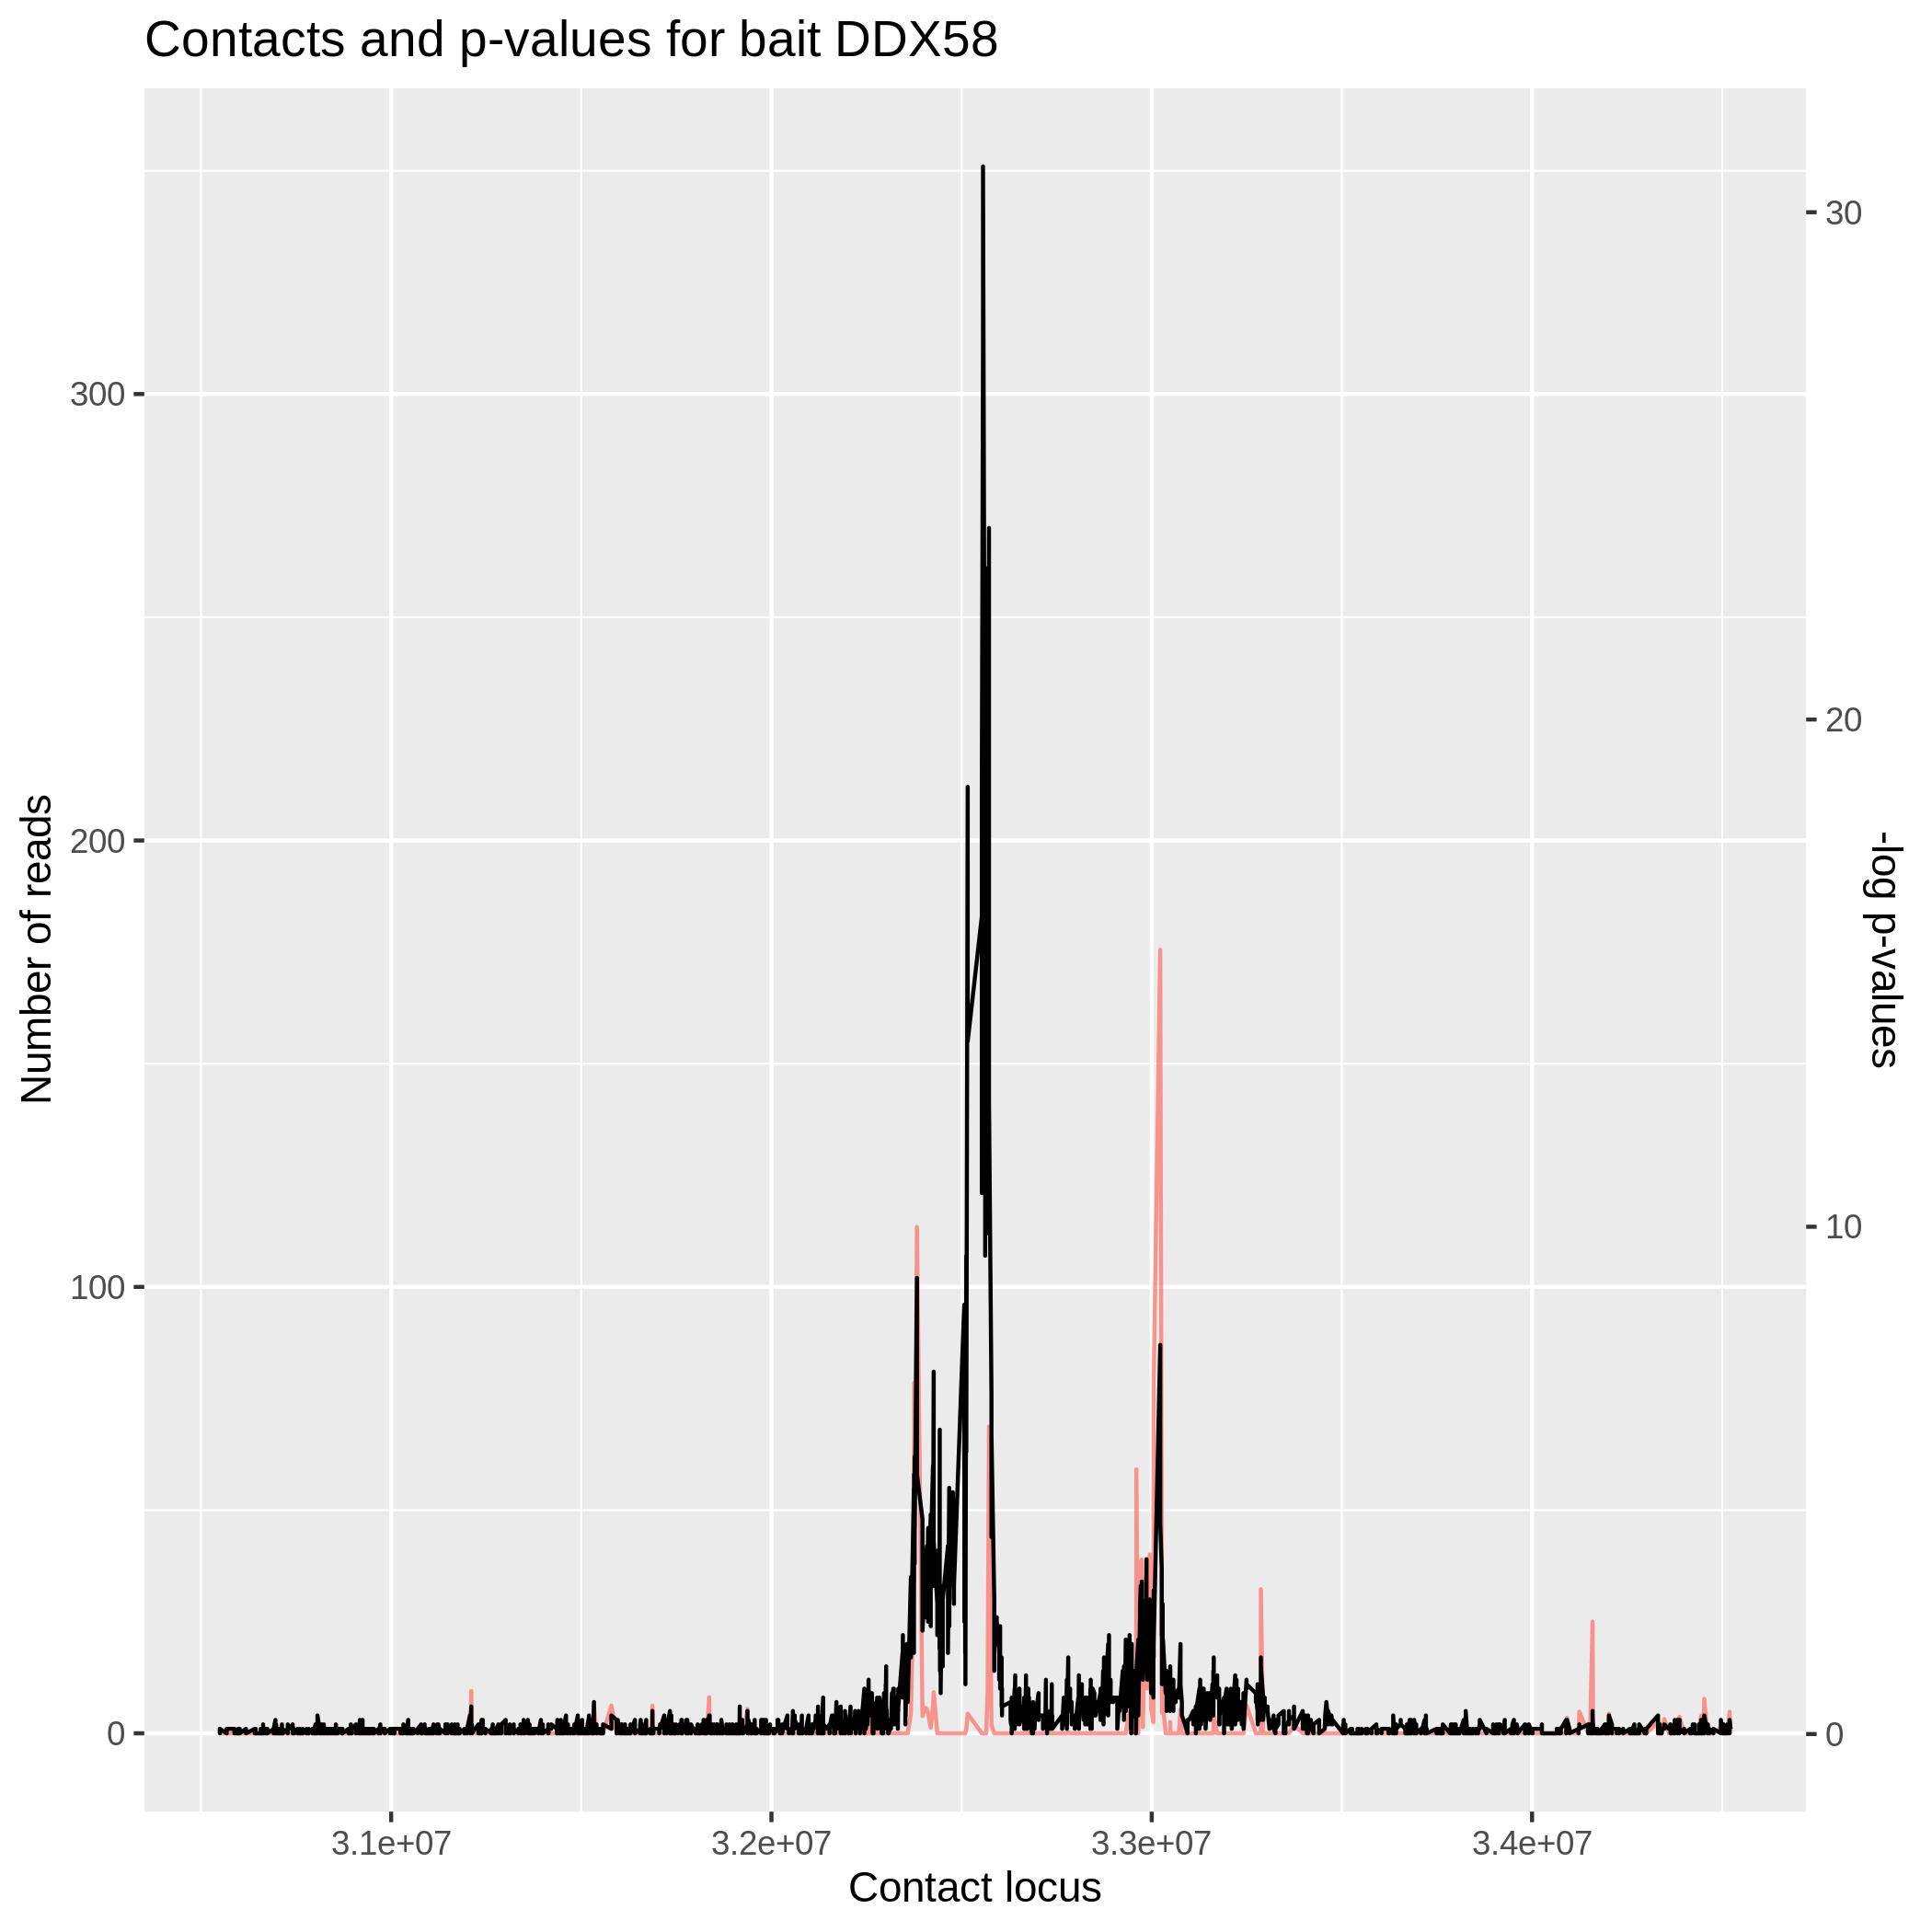 Contacts and p-values for bait DDX58
Number of reads
300
200
100
0
30
20
10
0
-log p-values
3.1e+07
3.2e+07
3.3e+07
3.4e+07
Contact locus